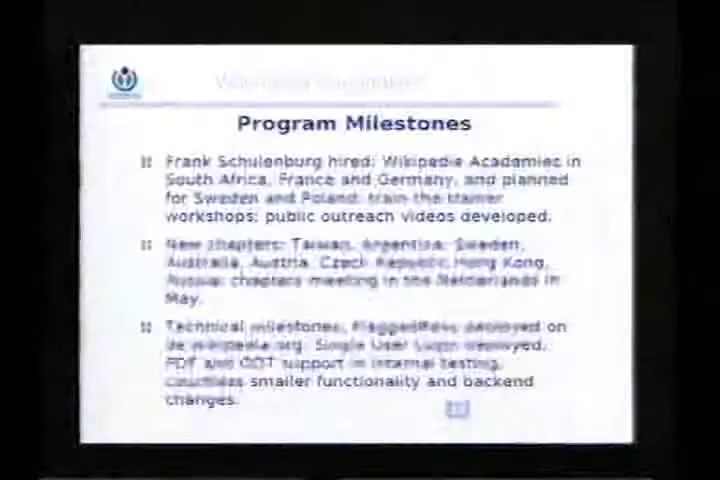 Program Milestones
Frank Schulenburg hired; Wikipedia Academies in
South Africa, France and Germany, and planned
for Sweden and Poland; train the trainer
workshops; public outreach videos developed.
New chapters: Taiwan, Argentina, Sweden,
Australia, Austria, Czech Republic, Hong Kong,
Russia; chapters meeting in the Netherlands in
May.
Technical milestones: FlaggedRevs deployed on
de.wikipedia.org, Single User Login deployed,
PDF and ODT support in internal testing,
countless smaller functionality and backend
changes.